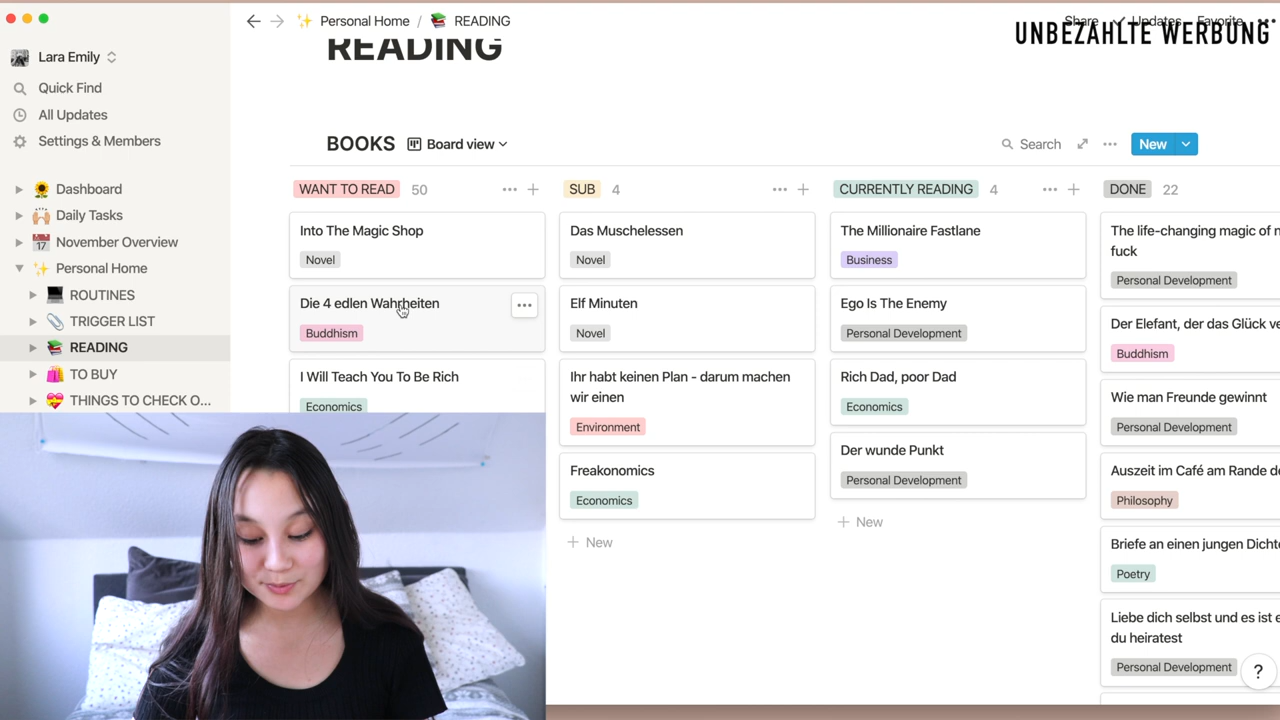 Personal Home / READING
Share Updates Favorite
UNBEZAHLTE WERBUNG
READING
Lara Emily
Quick Find
All Updates
Settings & Members
Dashboard
Daily Tasks
November Overview
Personal Home
ROUTINES
TRIGGER LIST
READING
TO BUY
THINGS TO CHECK O...
BOOKS Board view
Search
New
WANT TO READ 50
Into The Magic Shop
Novel
Die 4 edlen Wahrheiten
Buddhism
I Will Teach You To Be Rich
Economics
SUB 4
Das Muschelessen
Novel
Elf Minuten
Novel
Ihr habt keinen Plan - darum machen
wir einen
Environment
Freakonomics
Economics
+ New
CURRENTLY READING 4
The Millionaire Fastlane
Business
Ego Is The Enemy
Personal Development
Rich Dad, poor Dad
Economics
Der wunde Punkt
Personal Development
+ New
DONE 22
The life-changing magic of n
fuck
Personal Development
Der Elefant, der das Glück ve
Buddhism
Wie man Freunde gewinnt
Personal Development
Auszeit im Café am Rande de
Philosophy
Briefe an einen jungen Dichte
Poetry
Liebe dich selbst und es ist e
du heiratest
Personal Development
?